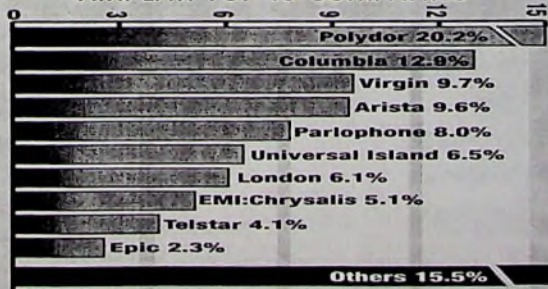 0 3 6 9 12 15
Polydor 20.2%
Columbia 12.9%
Virgin 9.7%
Arista 9.6%
Parlophone 8.0%
Universal Island 6.5%
London 6.1%
EMI:Chrysalis 5.1%
Telstar 4.1%
Epic 2.3%
Others 15.5%